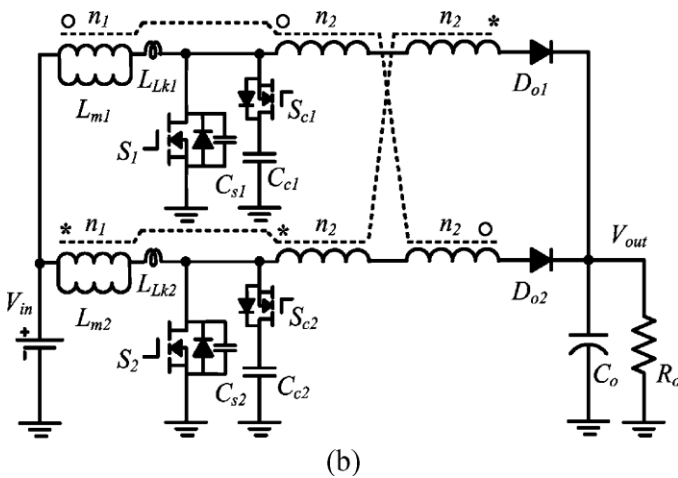 n1 n2 n2 *
LLk1
Lm1
Sc1
Do1
S1
Cs1
Cc1
* n1 * n2 n2
LLk2
Vout
Vin
Lm2
Sc2
Do2
S2
Cs2
Cc2
Co
Ro
(b)